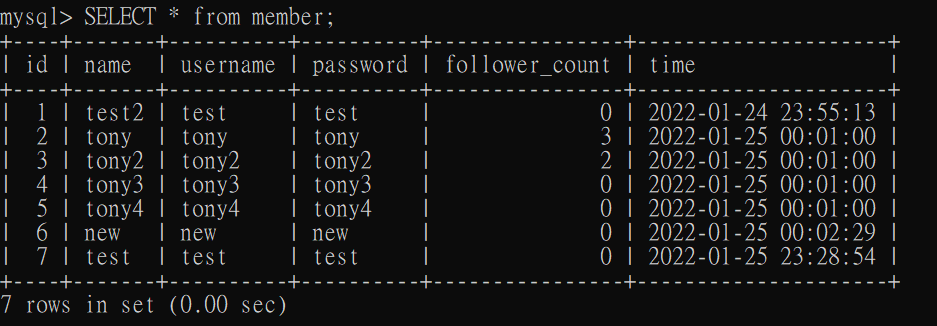 mysql> SELECT * from member;
+----+-------+----------+----------+----------------+---------------------+
| id | name  | username | password | follower_count | time                |
+----+-------+----------+----------+----------------+---------------------+
|  1 | test2 | test     | test     |              0 | 2022-01-24 23:55:13 |
|  2 | tony  | tony     | tony     |              3 | 2022-01-25 00:01:00 |
|  3 | tony2 | tony2    | tony2    |              2 | 2022-01-25 00:01:00 |
|  4 | tony3 | tony3    | tony3    |              0 | 2022-01-25 00:01:00 |
|  5 | tony4 | tony4    | tony4    |              0 | 2022-01-25 00:01:00 |
|  6 | new   | new      | new      |              0 | 2022-01-25 00:02:29 |
|  7 | test  | test     | test     |              0 | 2022-01-25 23:28:54 |
+----+-------+----------+----------+----------------+---------------------+
7 rows in set (0.00 sec)